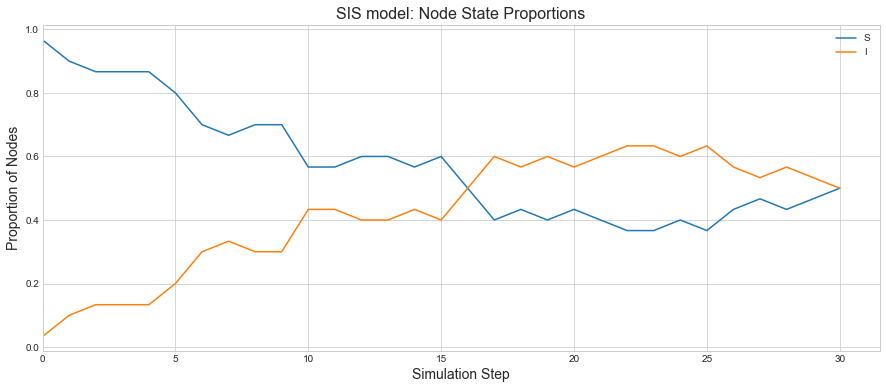 SIS model: Node State Proportions
S
I
1.0
0.8
0.6
0.4
0.2
0.0
Proportion of Nodes
0 5 10 15 20 25 30
Simulation Step